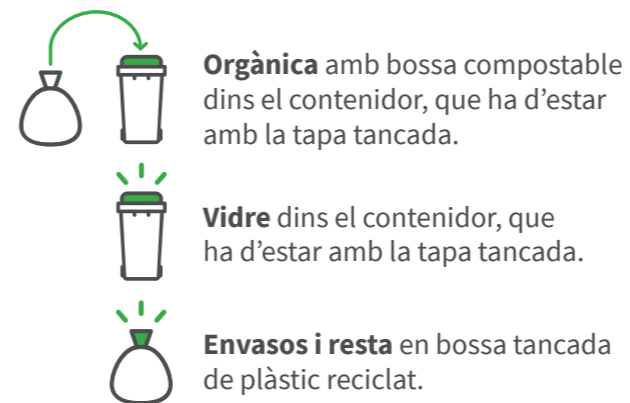 Orgànica amb bossa compostable
dins el contenidor, que ha d’estar
amb la tapa tancada.
Vidre dins el contenidor, que
ha d’estar amb la tapa tancada.
Envasos i resta en bossa tancada
de plàstic reciclat.